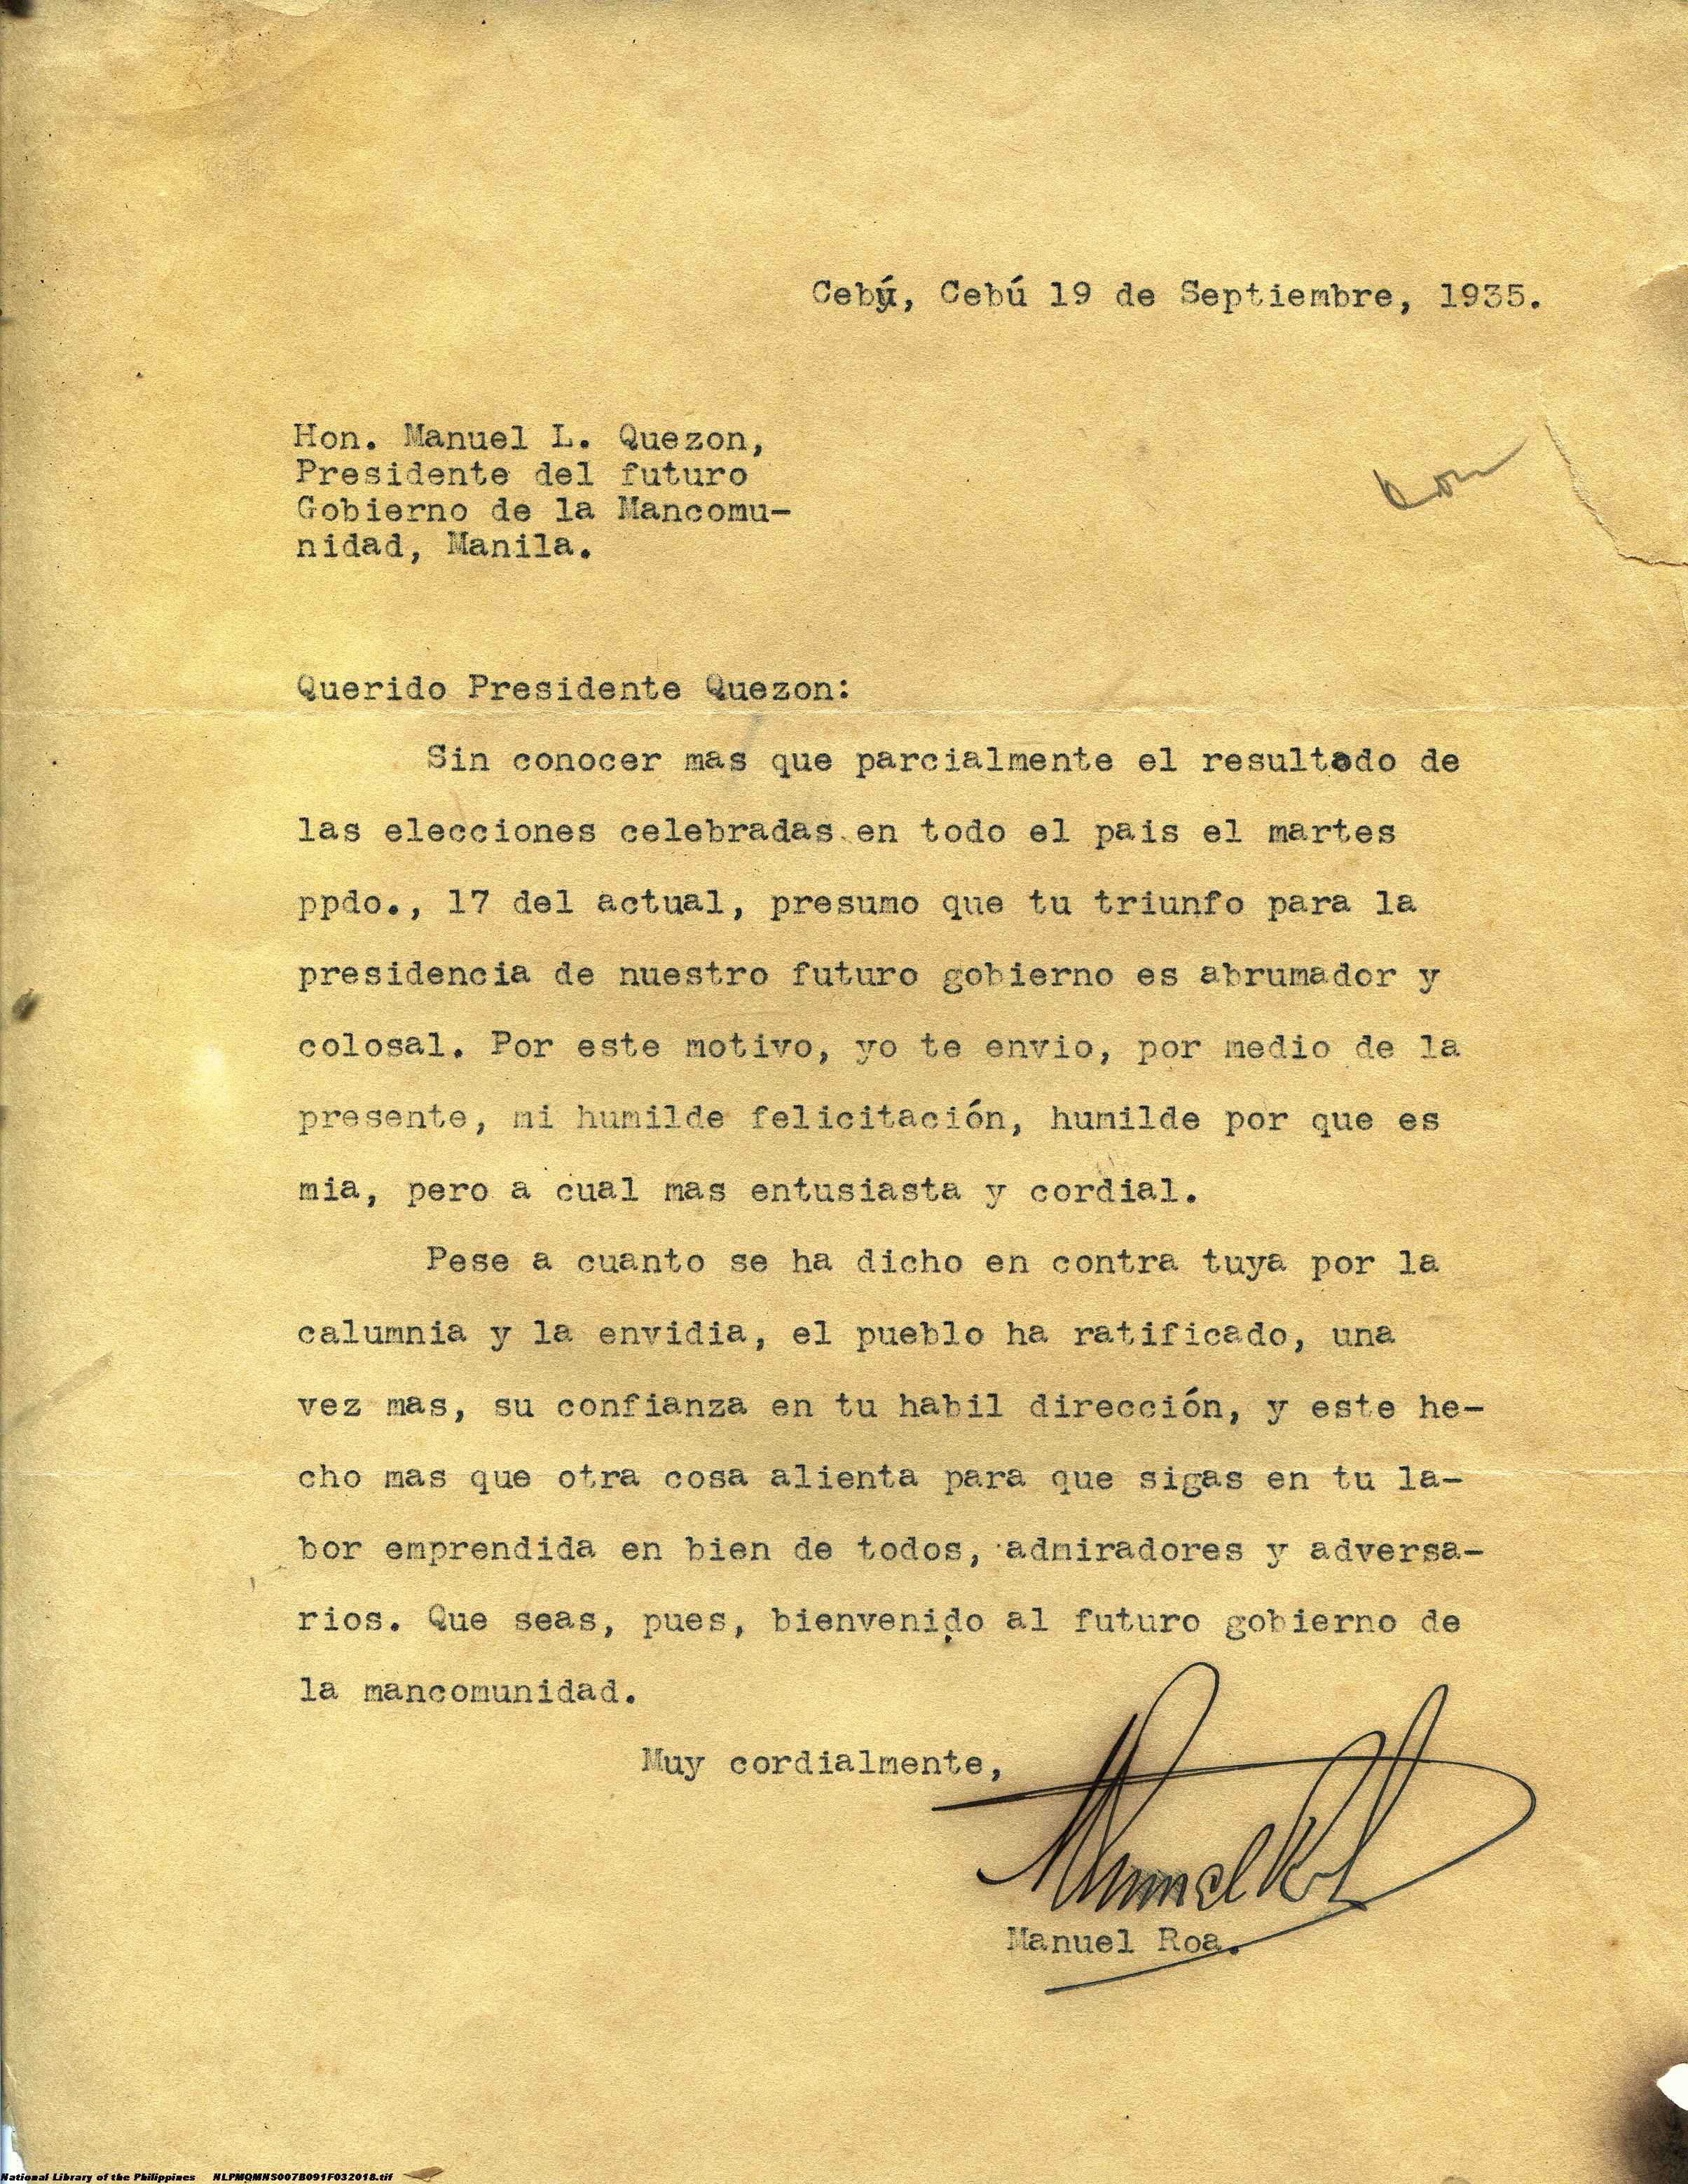 Cebú, Cebú 19 de Septiembre, 1935.
Hon. Manuel L. Quezon,
Presidente del futuro
Gobierno de la Mancomu-
nidad, Manila.
Querido Presidente Quezon:
Sin conocer mas que parcialmente el resultado de
las elecciones celebradas en todo el pais el martes
ppdo., 17 del actual, presumo que tu triunfo para la
presidencia de nuestro futuro gobierno es abrumador y
colosal. Por este motivo, yo te envio, por medio de la
presente, mi humilde felicitación, humilde por que es
mia, pero a cual mas entusiasta y cordial.
Pese a cuanto se ha dicho en contra tuya por la
calumnia y la envidia, el pueblo ha ratificado, una
vez mas, su confianza en tu habil dirección, y este he-
cho mas que otra cosa alienta para que sigas en tu la-
bor emprendida en bien de todos, admiradores y adversa-
rios. Que seas, pues, bienvenido al futuro gobierno de
la mancomunidad.
Muy cordialmente,
Manuel Roa.
National Library of the Philippines NLPMQMNS007B091F032018.tif